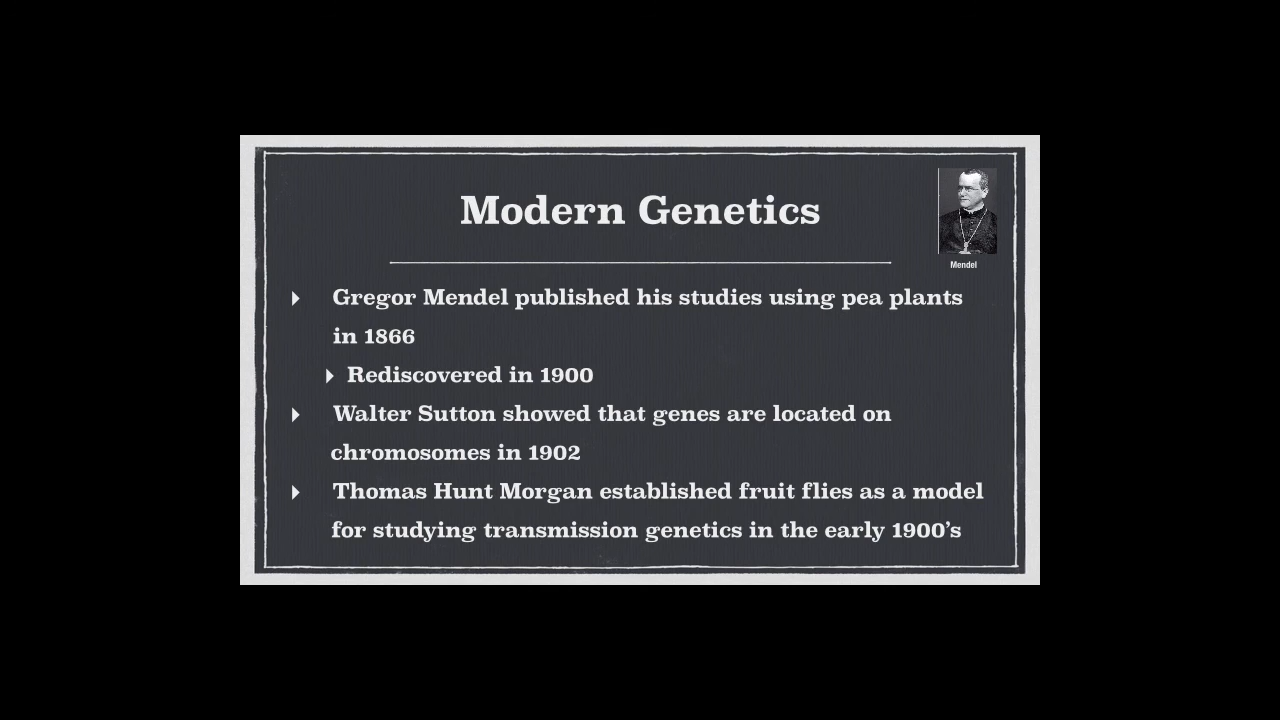 Modern Genetics
Mendel
Gregor Mendel published his studies using pea plants
in 1866
Rediscovered in 1900
Walter Sutton showed that genes are located on
chromosomes in 1902
Thomas Hunt Morgan established fruit flies as a model
for studying transmission genetics in the early 1900’s